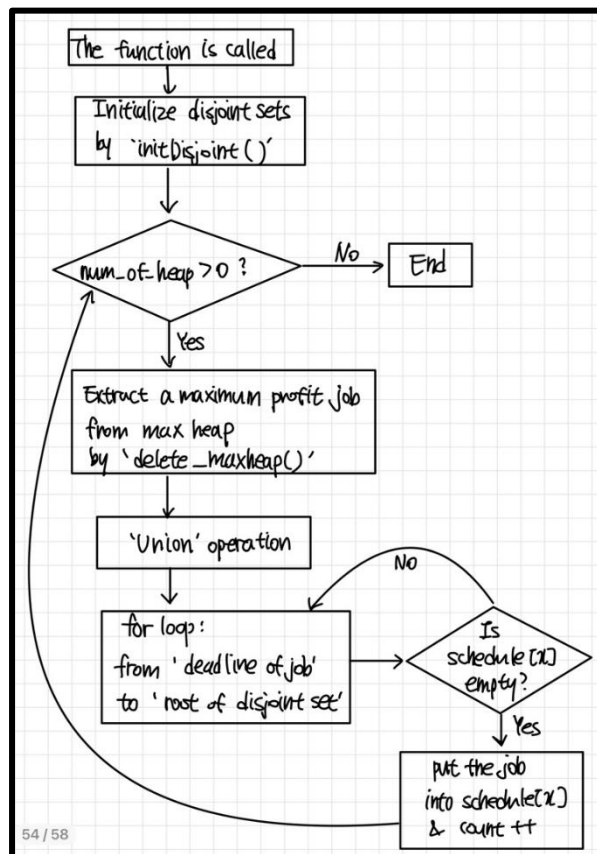 The function is called
Initialize disjoint sets
by 'initDisjoint()'
num_of_heap > 0 ?
No
End
Yes
Extract a maximum profit job
from max heap
by 'delete_maxheap()'
'Union' operation
No
for loop:
from 'deadline of job'
to 'root of disjoint set'
Is
schedule[x]
empty?
Yes
put the job
into schedule[x]
& count ++
54 / 58